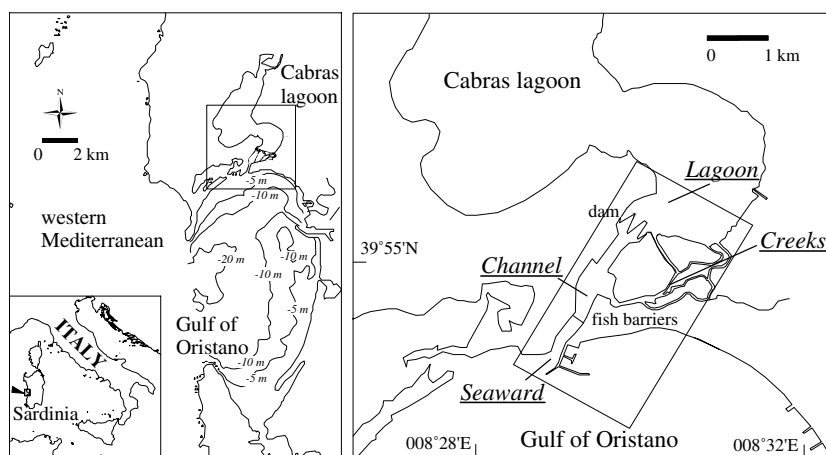 Cabras
lagoon
N
0 2 km
western
Mediterranean
-5 m
-10 m
-20 m
-10 m
-10 m
-5 m
Gulf of
Oristano
-10 m
-5 m
ITALY
Sardinia
0 1 km
Cabras lagoon
Lagoon
dam
39°55'N
Creeks
Channel
fish barriers
Seaward
008°28'E
Gulf of Oristano
008°32'E